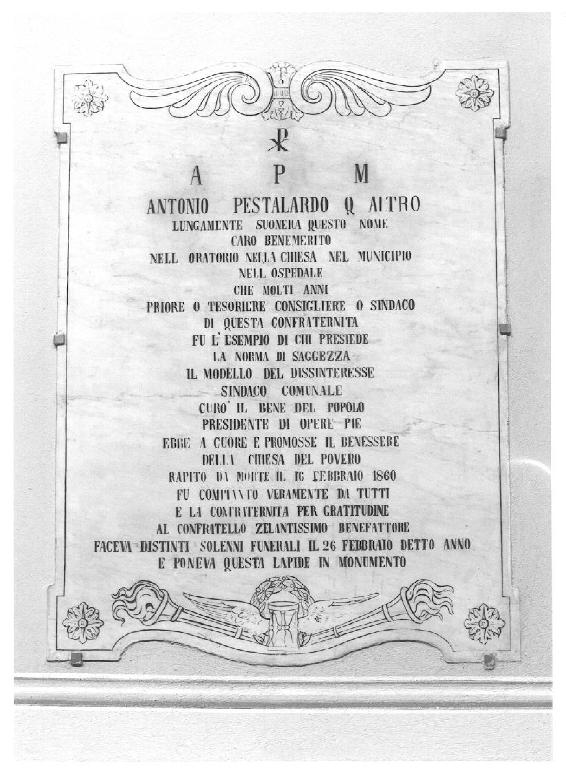 ☧
A P M
ANTONIO PESTALARDO Q AITRO
LUNGAMENTE SUONERA QUESTO NOME
CARO BENEMERITO
NELL ORATORIO NELLA CHIESA NEL MUNICIPIO
NELL OSPEDALE
CHE MOLTI ANNI
PRIORE O TESORIERE CONSIGLIERE O SINDACO
DI QUESTA CONFRATERNITA
FU L'ESEMPIO DI CHI PRESIEDE
LA NORMA DI SAGGEZZA
IL MODELLO DEL DISSINTERESSE
SINDACO COMUNALE
CURO' IL BENE DEL POPOLO
PRESIDENTE DI OPERE PIE
EBBE A CUORE E PROMOSSE IL BENESSERE
DELLA CHIESA DEL POVERO
RAPITO DA MORTE IL 16 FEBBRAIO 1860
FU COMPIANTO VERAMENTE DA TUTTI
E LA CONFRATERNITA PER GRATITUDINE
AL CONFRATELLO ZELANTISSIMO BENEFATTORE
FACEVA DISTINTI SOLENNI FUNERALI IL 26 FEBBRAIO DETTO ANNO
E PONEVA QUESTA LAPIDE IN MONUMENTO